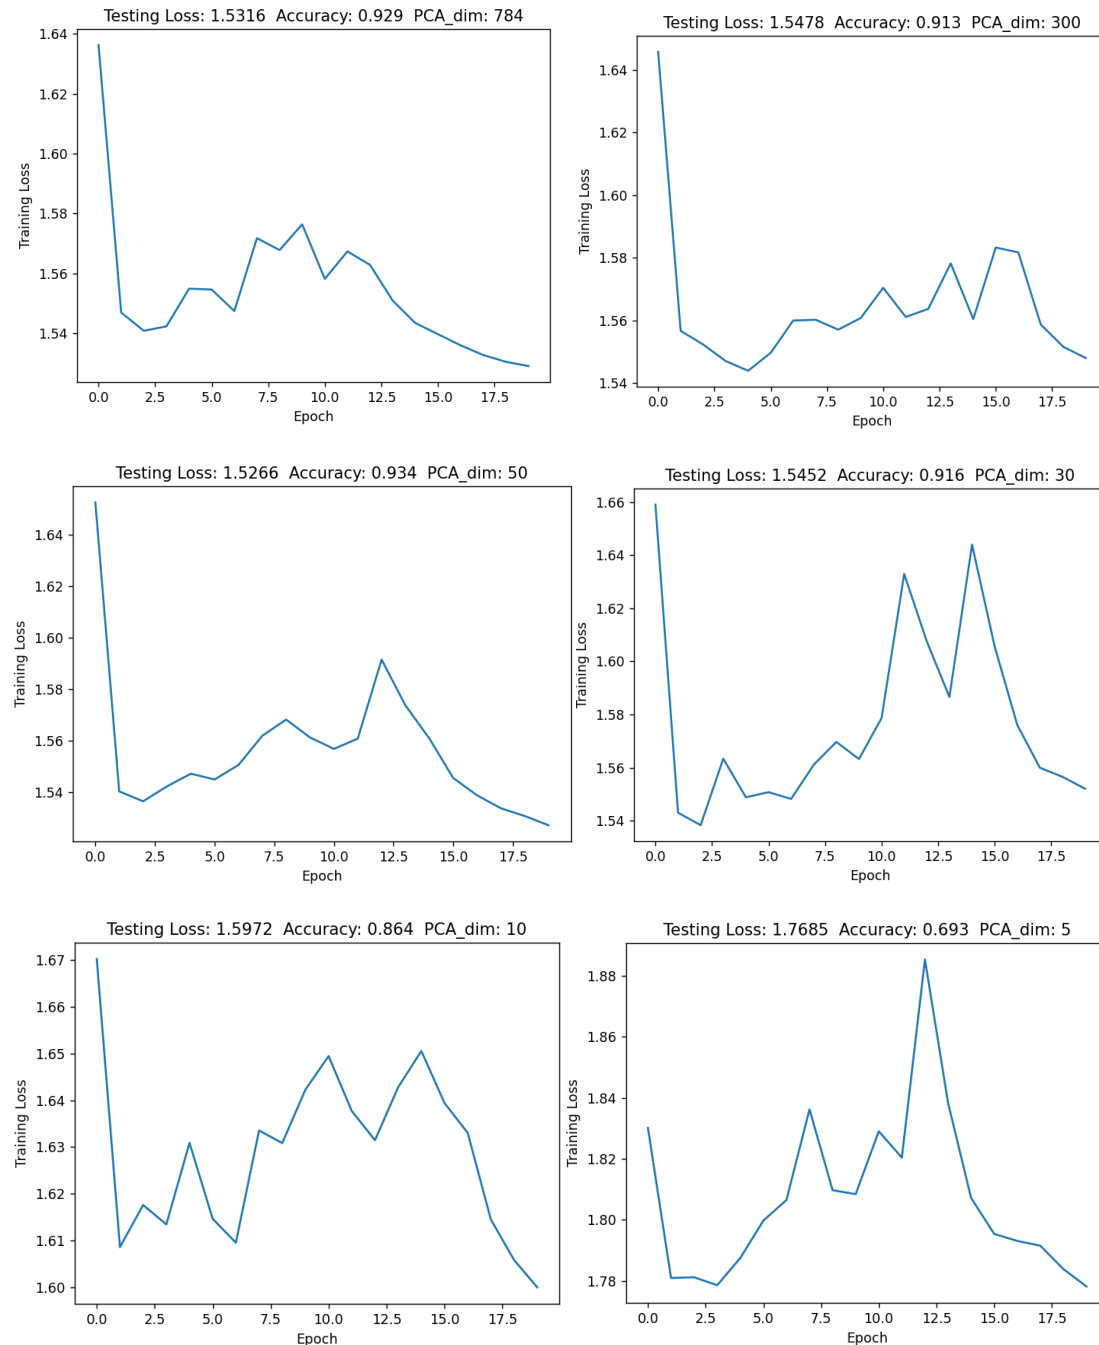 Testing Loss: 1.5316  Accuracy: 0.929  PCA_dim: 784
1.64
1.62
1.60
1.58
1.56
1.54
Training Loss
0.0 2.5 5.0 7.5 10.0 12.5 15.0 17.5
Epoch
Testing Loss: 1.5478  Accuracy: 0.913  PCA_dim: 300
1.64
1.62
1.60
1.58
1.56
1.54
Training Loss
0.0 2.5 5.0 7.5 10.0 12.5 15.0 17.5
Epoch
Testing Loss: 1.5266  Accuracy: 0.934  PCA_dim: 50
1.64
1.62
1.60
1.58
1.56
1.54
Training Loss
0.0 2.5 5.0 7.5 10.0 12.5 15.0 17.5
Epoch
Testing Loss: 1.5452  Accuracy: 0.916  PCA_dim: 30
1.66
1.64
1.62
1.60
1.58
1.56
1.54
Training Loss
0.0 2.5 5.0 7.5 10.0 12.5 15.0 17.5
Epoch
Testing Loss: 1.5972  Accuracy: 0.864  PCA_dim: 10
1.67
1.66
1.65
1.64
1.63
1.62
1.61
1.60
Training Loss
0.0 2.5 5.0 7.5 10.0 12.5 15.0 17.5
Epoch
Testing Loss: 1.7685  Accuracy: 0.693  PCA_dim: 5
1.88
1.86
1.84
1.82
1.80
1.78
Training Loss
0.0 2.5 5.0 7.5 10.0 12.5 15.0 17.5
Epoch